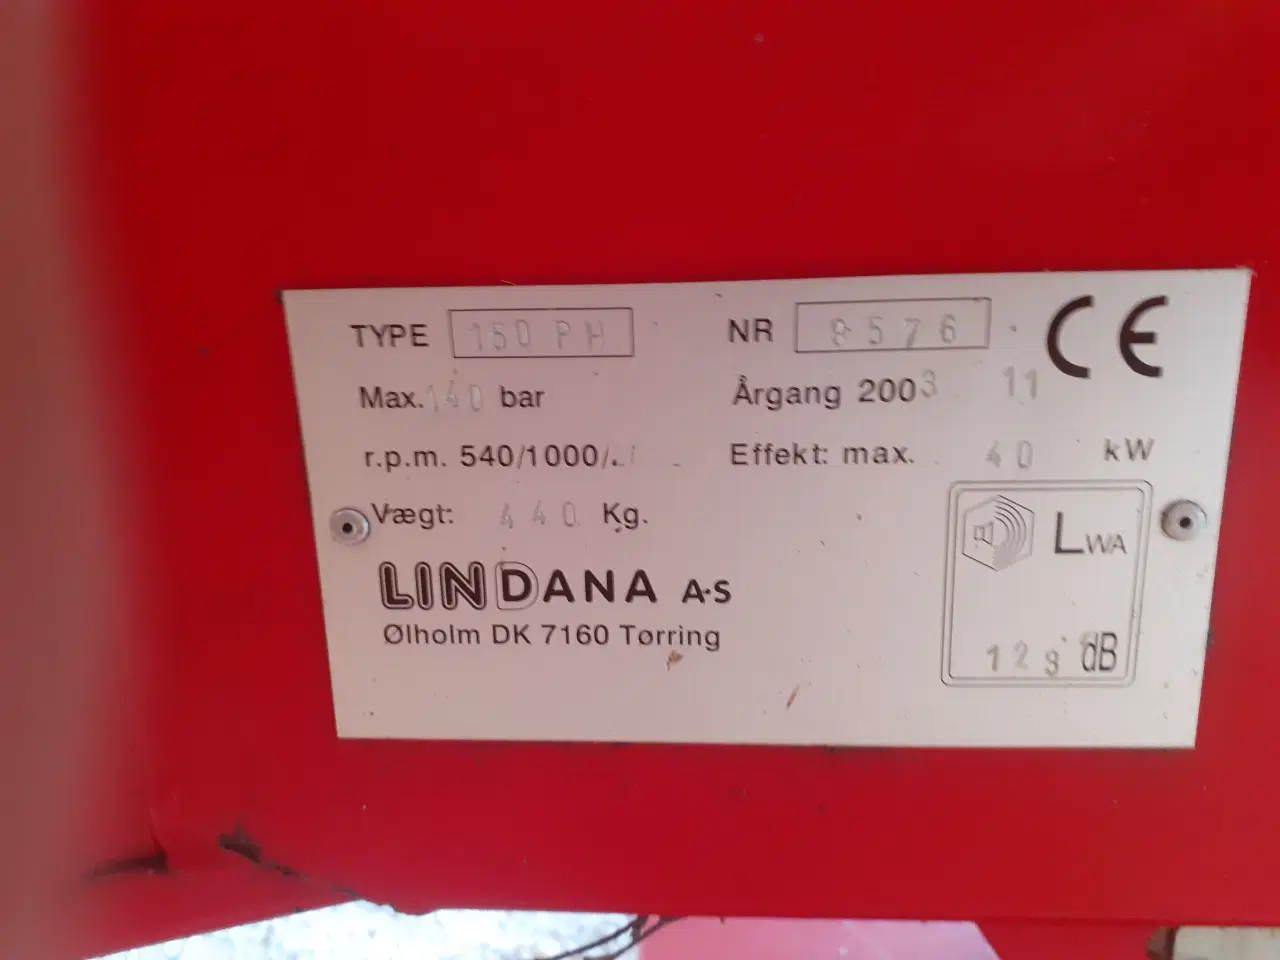 TYPE 150 PH NR 9576 CE
Max. 140 bar Årgang 2003 11
r.p.m. 540/1000/ Effekt: max. 40 kW
Vægt: 440 Kg.
LWA
LINDANA A·S
Ølholm DK 7160 Tørring
123 dB